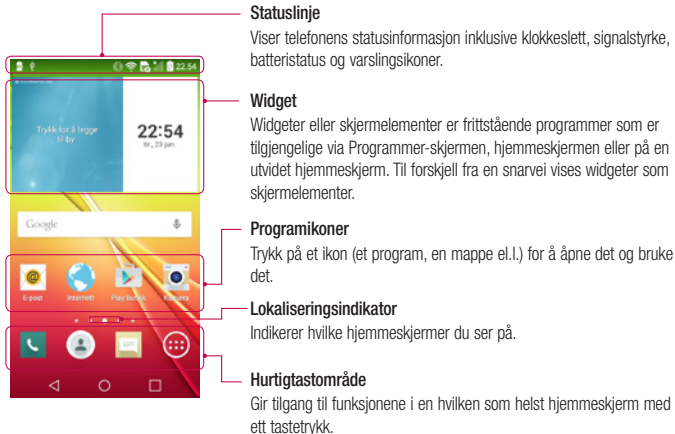 Statuslinje
Viser telefonens statusinformasjon inklusive klokkeslett, signalstyrke,
batteristatus og varslingsikoner.
22:54
Widget
Widgeter eller skjermelementer er frittstående programmer som er
tilgjengelige via Programmer-skjermen, hjemmeskjermen eller på en
utvidet hjemmeskjerm. Til forskjell fra en snarvei vises widgeter som
skjermelementer.
Trykk for å legge
til by
22:54
tir., 23 jun.
Google
Programikoner
Trykk på et ikon (et program, en mappe el.l.) for å åpne det og bruke
det.
E-post
Internett
Play Butikk
Kamera
Lokaliseringsindikator
Indikerer hvilke hjemmeskjermer du ser på.
Hurtigtastområde
Gir tilgang til funksjonene i en hvilken som helst hjemmeskjerm med
ett tastetrykk.